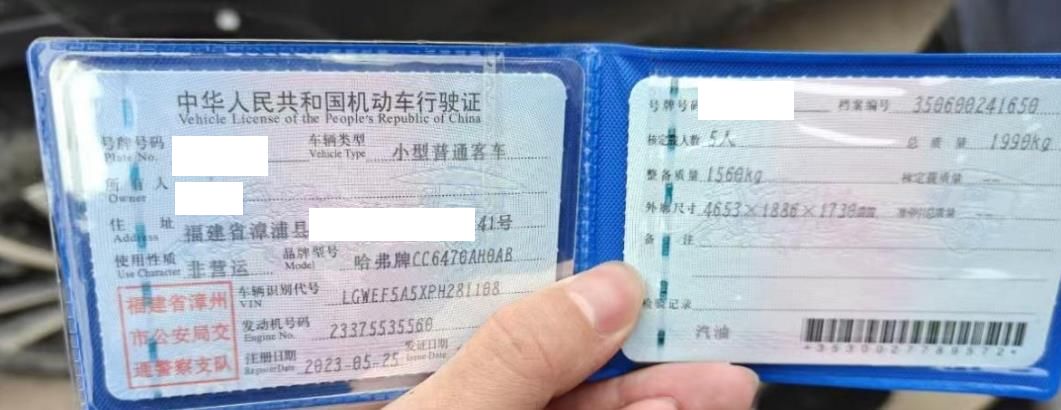 中华人民共和国机动车行驶证
Vehicle License of the People's Republic of China
号牌号码
Plate No.
车辆类型 小型普通客车
Vehicle Type
所有人
Owner
住址 福建省漳浦县 41号
Address
使用性质 非营运
Use Character
品牌型号 哈弗牌CC6470AH0AB
Model
福建省漳州
市公安局交
通警察支队
车辆识别代号 LGWEF5A5XPH281108
VIN
发动机号码 23375535560
Engine No.
注册日期 2023-05-25 发证日期
Register Date Issue Date
号牌号码 档案编号 350600241650
核定载人数 5人 总质量 1990kg
整备质量 1560kg 核定载质量 --
外廓尺寸 4653×1886×1730mm 准牵引总质量 --
备注
检验记录
汽油
*3530027789572*